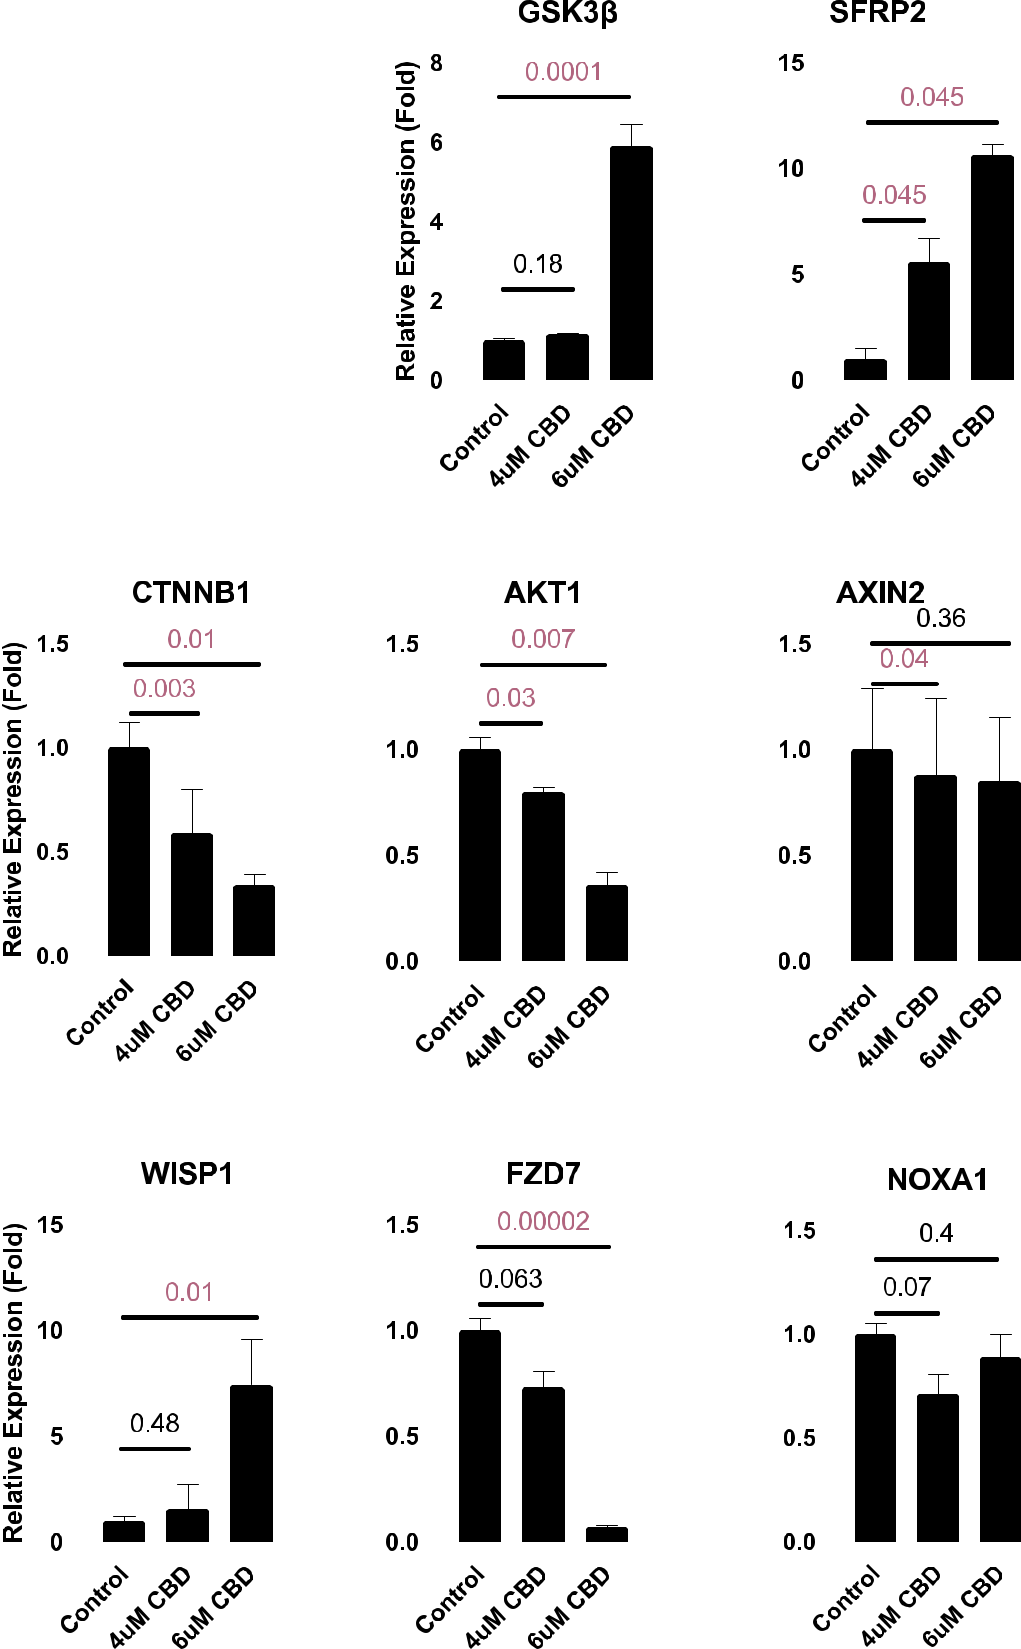 GSK3β
Relative Expression (Fold)
8
6
4
2
0
0.0001
0.18
Control
4uM CBD
6uM CBD
SFRP2
15
10
5
0
0.045
0.045
Control
4uM CBD
6uM CBD
CTNNB1
Relative Expression (Fold)
1.5
1.0
0.5
0.0
0.01
0.003
Control
4uM CBD
6uM CBD
AKT1
1.5
1.0
0.5
0.0
0.007
0.03
Control
4uM CBD
6uM CBD
AXIN2
1.5
1.0
0.5
0.0
0.36
0.04
Control
4uM CBD
6uM CBD
WISP1
Relative Expression (Fold)
15
10
5
0
0.01
0.48
Control
4uM CBD
6uM CBD
FZD7
1.5
1.0
0.5
0.0
0.00002
0.063
Control
4uM CBD
6uM CBD
NOXA1
1.5
1.0
0.5
0.0
0.4
0.07
Control
4uM CBD
6uM CBD